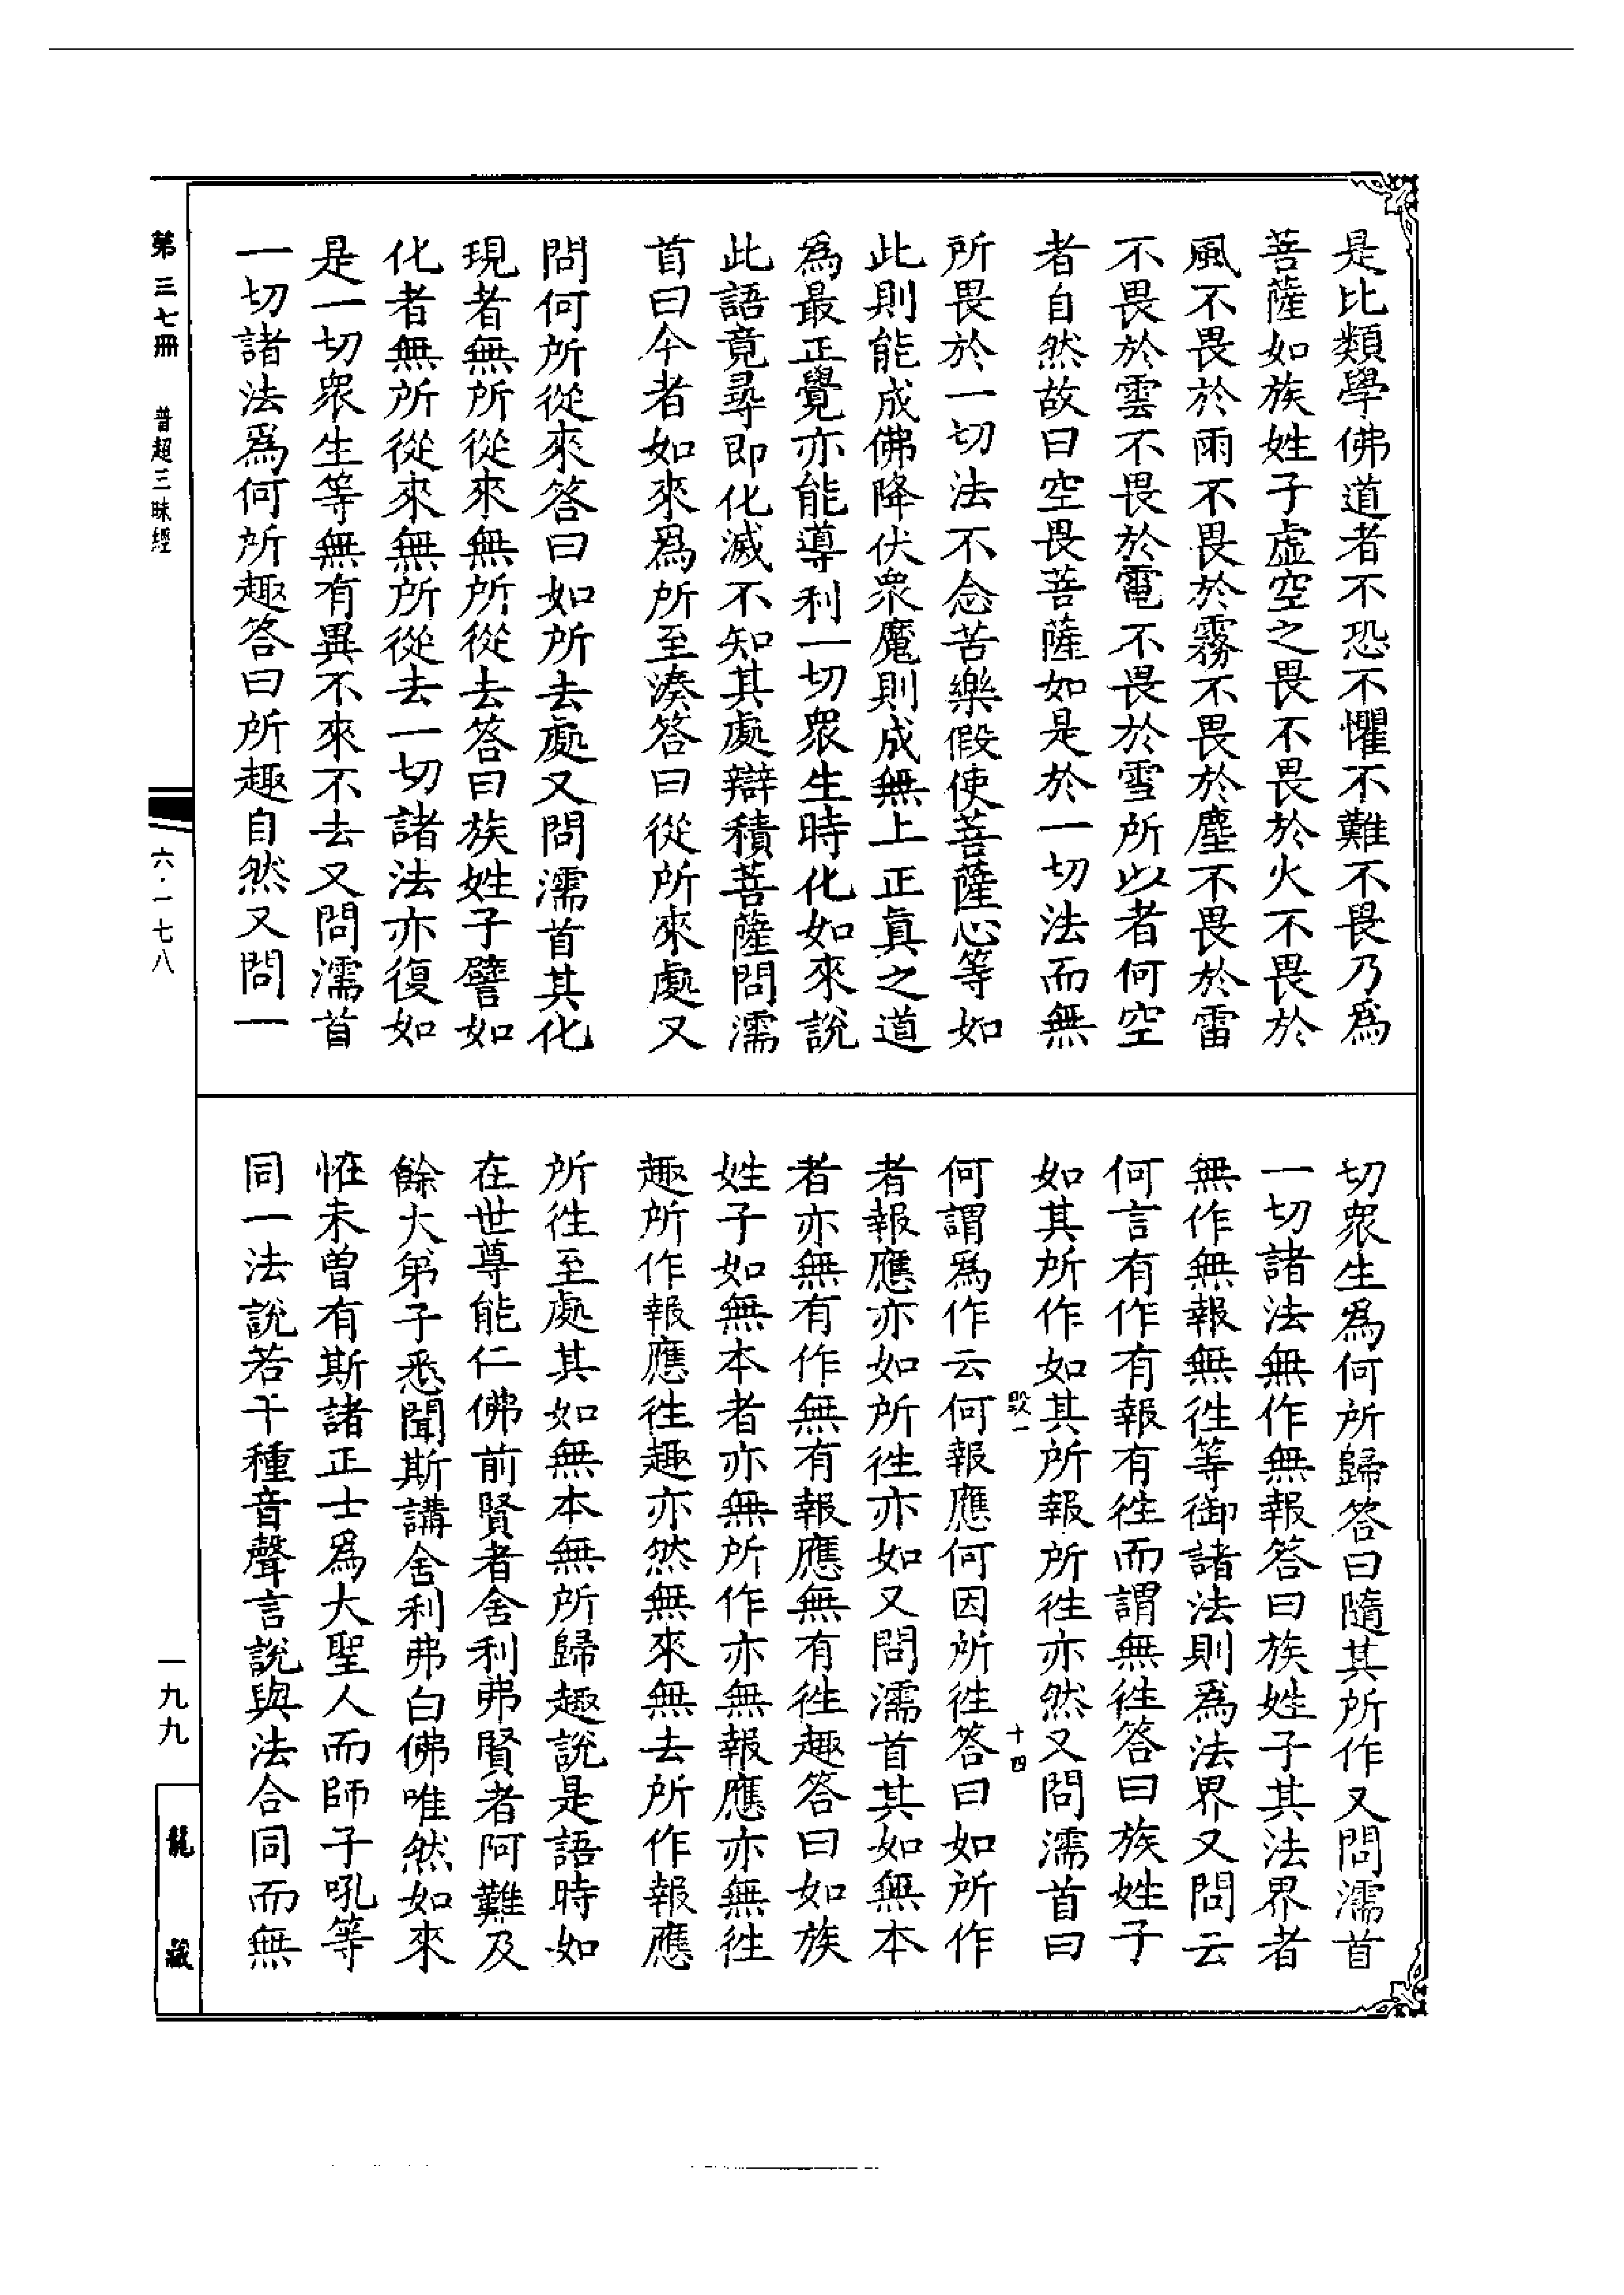 是比類學佛道者不恐不懼不難不畏乃爲
菩薩如族姓子虛空之畏不畏於火不畏於
風不畏於雨不畏於霧不畏於塵不畏於雷
不畏於雲不畏於電不畏於雪所以者何空
者自然故曰空畏菩薩如是於一切法而無
所畏於一切法不念苦樂假使菩薩心等如
此則能成佛降伏衆魔則成無上正眞之道
爲最正覺亦能導利一切衆生時化如來說
此語竟尋即化滅不知其處辯積菩薩問濡
首曰今者如來爲所至湊答曰從所來處又
問何所從來答曰如所去處又問濡首其化
現者無所從來無所從去答曰族姓子譬如
化者無所從來無所從去一切諸法亦復如
是一切衆生等無有異不來不去又問濡首
一切諸法爲何所趣答曰所趣自然又問一
切衆生爲何所歸答曰隨其所作又問濡首
一切諸法無作無報答曰族姓子其法界者
無作無報無徃等御諸法則爲法界又問云
何言有作有報有徃而謂無徃答曰族姓子
如其所作如其所報所徃亦然又問濡首曰
毀一 十四
何謂爲作云何報應何因所徃答曰如所作
者報應亦如所徃亦如又問濡首其如無本
者亦無有作無有報應無有徃趣答曰如族
姓子如無本者亦無所作亦無報應亦無徃
趣所作報應徃趣亦然無來無去所作報應
所徃至處其如無本無所歸趣說是語時如
在世尊能仁佛前賢者舍利弗賢者阿難及
餘大弟子悉聞斯講舍利弗白佛唯然如來
恠未曾有斯諸正士爲大聖人而師子吼等
同一法說若干種音聲言說與法合同而無
第三七冊 普超三昧經
六·一七八
一九九
龍藏